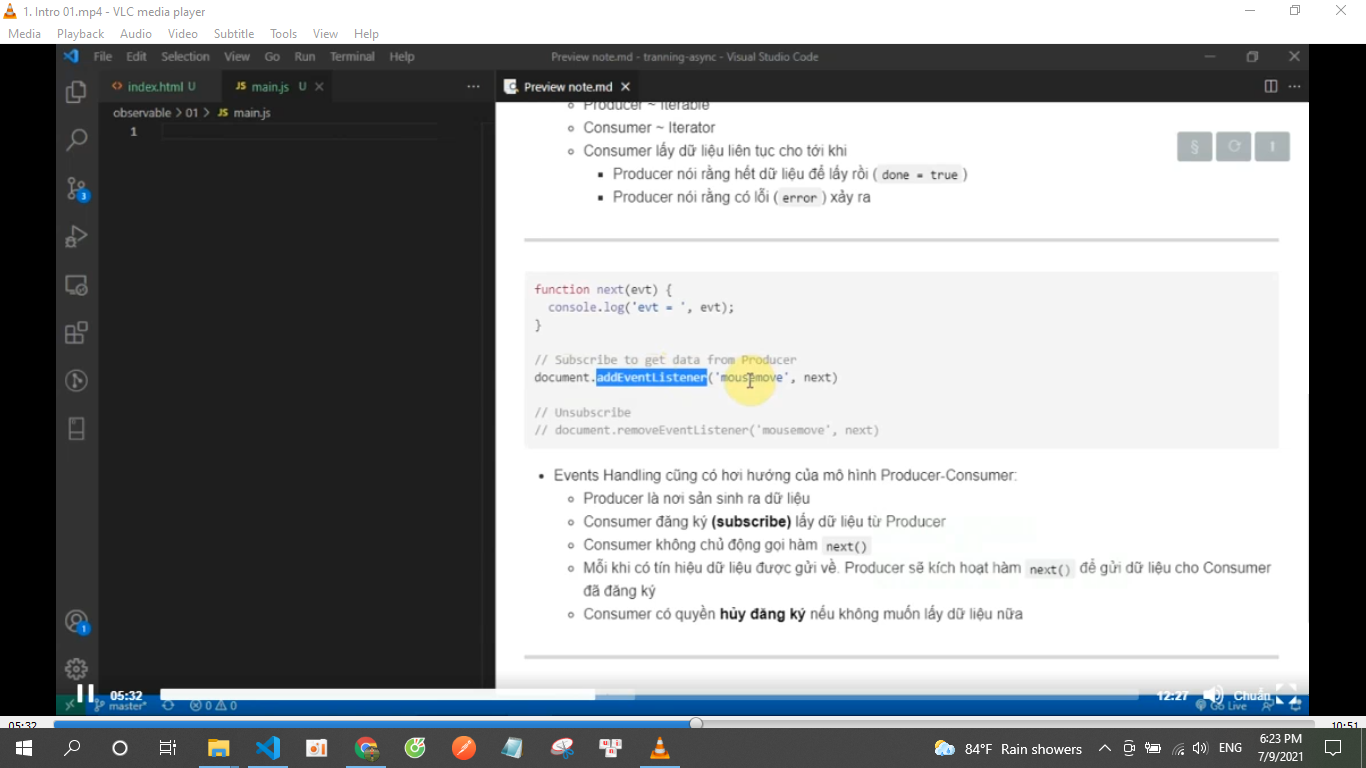 1. Intro 01.mp4 - VLC media player
Media Playback Audio Video Subtitle Tools View Help
File Edit Selection View Go Run Terminal Help
Preview note.md - tranning-async - Visual Studio Code
index.html U
JS main.js U
Preview note.md
observable > 01 > JS main.js
1
Producer ~ Iterable
Consumer ~ Iterator
Consumer lấy dữ liệu liên tục cho tới khi
Producer nói rằng hết dữ liệu để lấy rồi ( done = true )
Producer nói rằng có lỗi ( error ) xảy ra
function next(evt) {
console.log('evt = ', evt);
}
// Subscribe to get data from Producer
document.addEventListener('mousemove', next)
// Unsubscribe
// document.removeEventListener('mousemove', next)
Events Handling cũng có hơi hướng của mô hình Producer-Consumer:
Producer là nơi sản sinh ra dữ liệu
Consumer đăng ký (subscribe) lấy dữ liệu từ Producer
Consumer không chủ động gọi hàm next()
Mỗi khi có tín hiệu dữ liệu được gửi về. Producer sẽ kích hoạt hàm next() để gửi dữ liệu cho Consumer
đã đăng ký
Consumer có quyền hủy đăng ký nếu không muốn lấy dữ liệu nữa
3
1
05:32
12:27
Chuẩn
master*
0 0
Go Live
05:32
10:51
84°F Rain showers
ENG
6:23 PM
7/9/2021